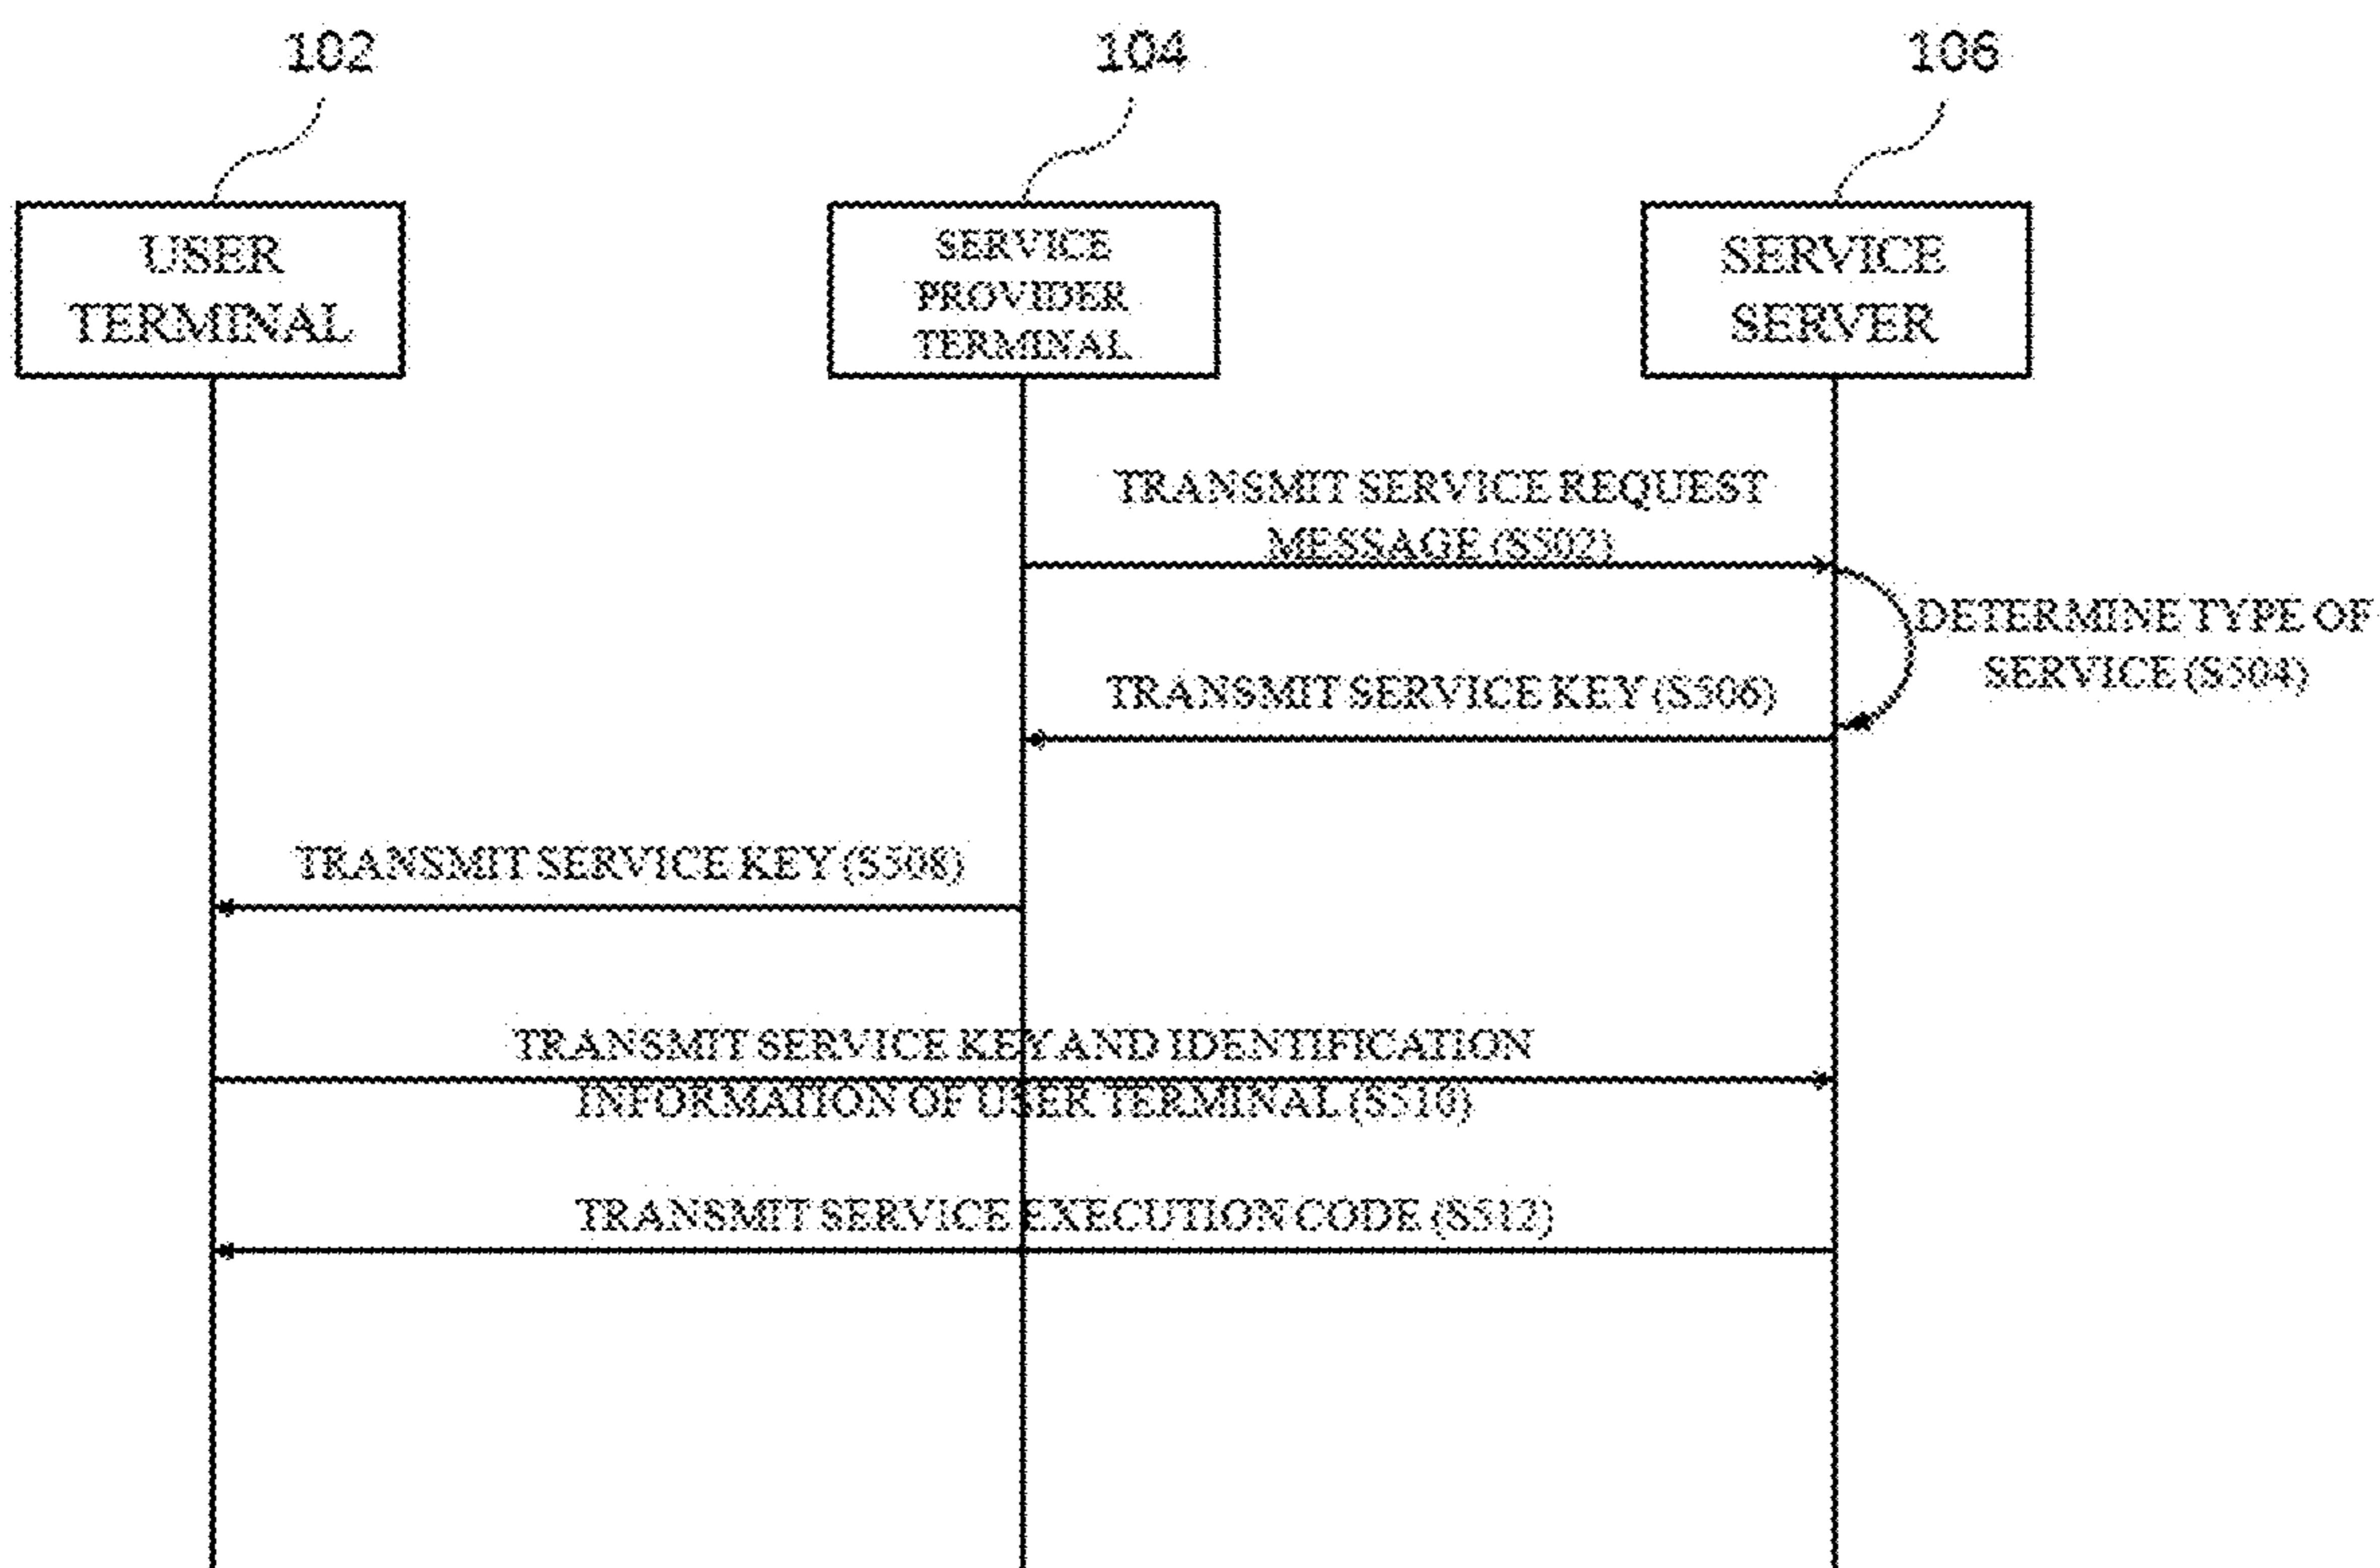 102
104
106
USER
TERMINAL
SERVICE
PROVIDER
TERMINAL
SERVICE
SERVER
TRANSMIT SERVICE REQUEST
MESSAGE (S502)
DETERMINE TYPE OF
SERVICE (S504)
TRANSMIT SERVICE KEY (S506)
TRANSMIT SERVICE KEY (S508)
TRANSMIT SERVICE KEY AND IDENTIFICATION
INFORMATION OF USER TERMINAL (S510)
TRANSMIT SERVICE EXECUTION CODE (S512)